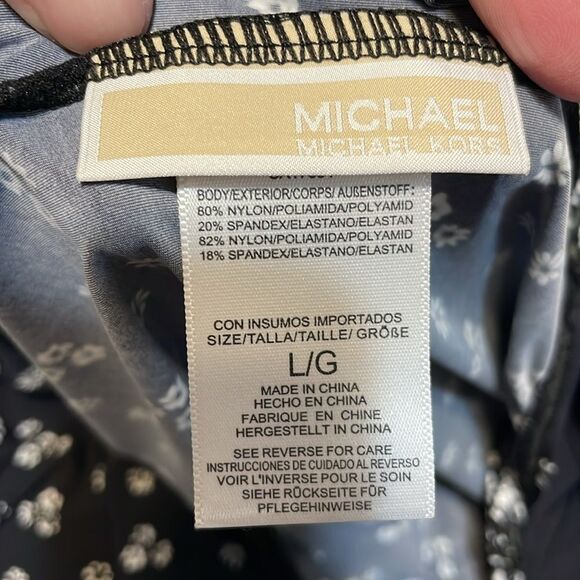 MICHAEL
MICHAEL KORS
BODY/EXTERIOR/CORPS/ AUßENSTOFF:
80% NYLON/POLIAMIDA/POLYAMID
20% SPANDEX/ELASTANO/ELASTAN
82% NYLON/POLIAMIDA/POLYAMID
18% SPANDEX/ELASTANO/ELASTAN
CON INSUMOS IMPORTADOS
SIZE/TALLA/TAILLE/ GRÖßE
L/G
MADE IN CHINA
HECHO EN CHINA
FABRIQUE EN CHINE
HERGESTELLT IN CHINA
SEE REVERSE FOR CARE
INSTRUCCIONES DE CUIDADO AL REVERSO
VOIR L'INVERSE POUR LE SOIN
SIEHE RÜCKSEITE FÜR
PFLEGEHINWEISE